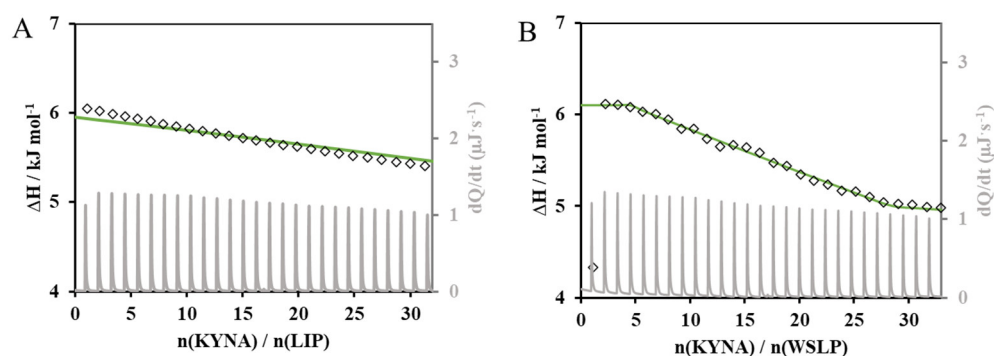 A
7
6
5
4
ΔH / kJ mol⁻¹
0 5 10 15 20 25 30
n(KYNA) / n(LIP)
3
2
1
0
dQ/dt (μJ·s⁻¹)
B
7
6
5
4
ΔH / kJ mol⁻¹
0 5 10 15 20 25 30
n(KYNA) / n(WSLP)
3
2
1
0
dQ/dt (μJ·s⁻¹)